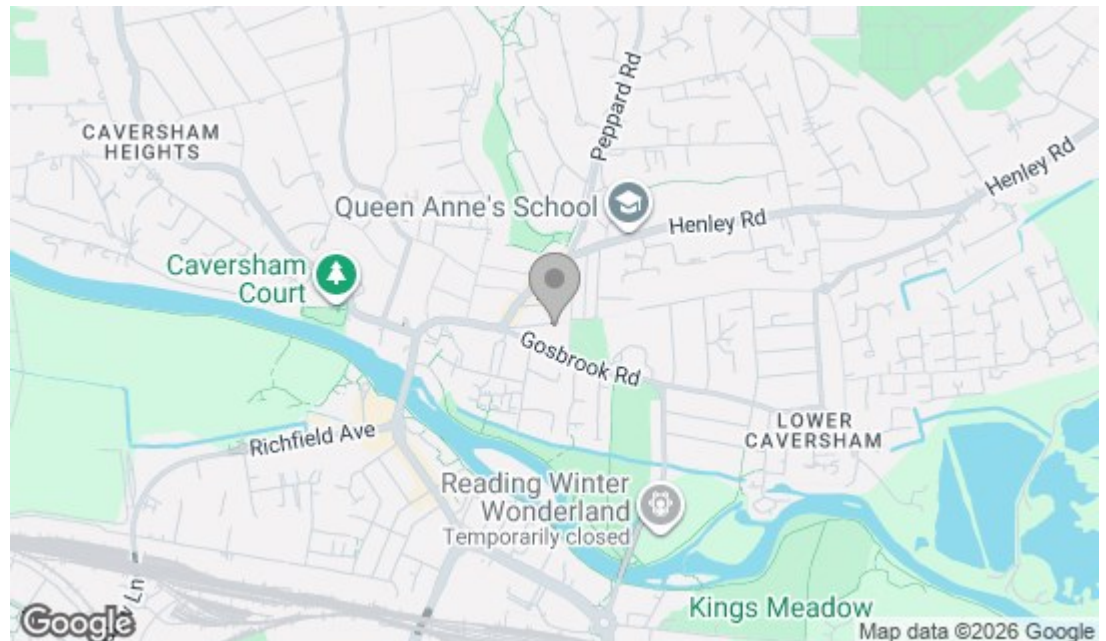 CAVERSHAM
HEIGHTS
Peppard Rd
Henley Rd
Queen Anne's School
Henley Rd
Caversham
Court
Gosbrook Rd
LOWER
CAVERSHAM
Richfield Ave
Reading Winter
Wonderland
Temporarily closed
Kings Meadow
Google
Map data ©2026 Google